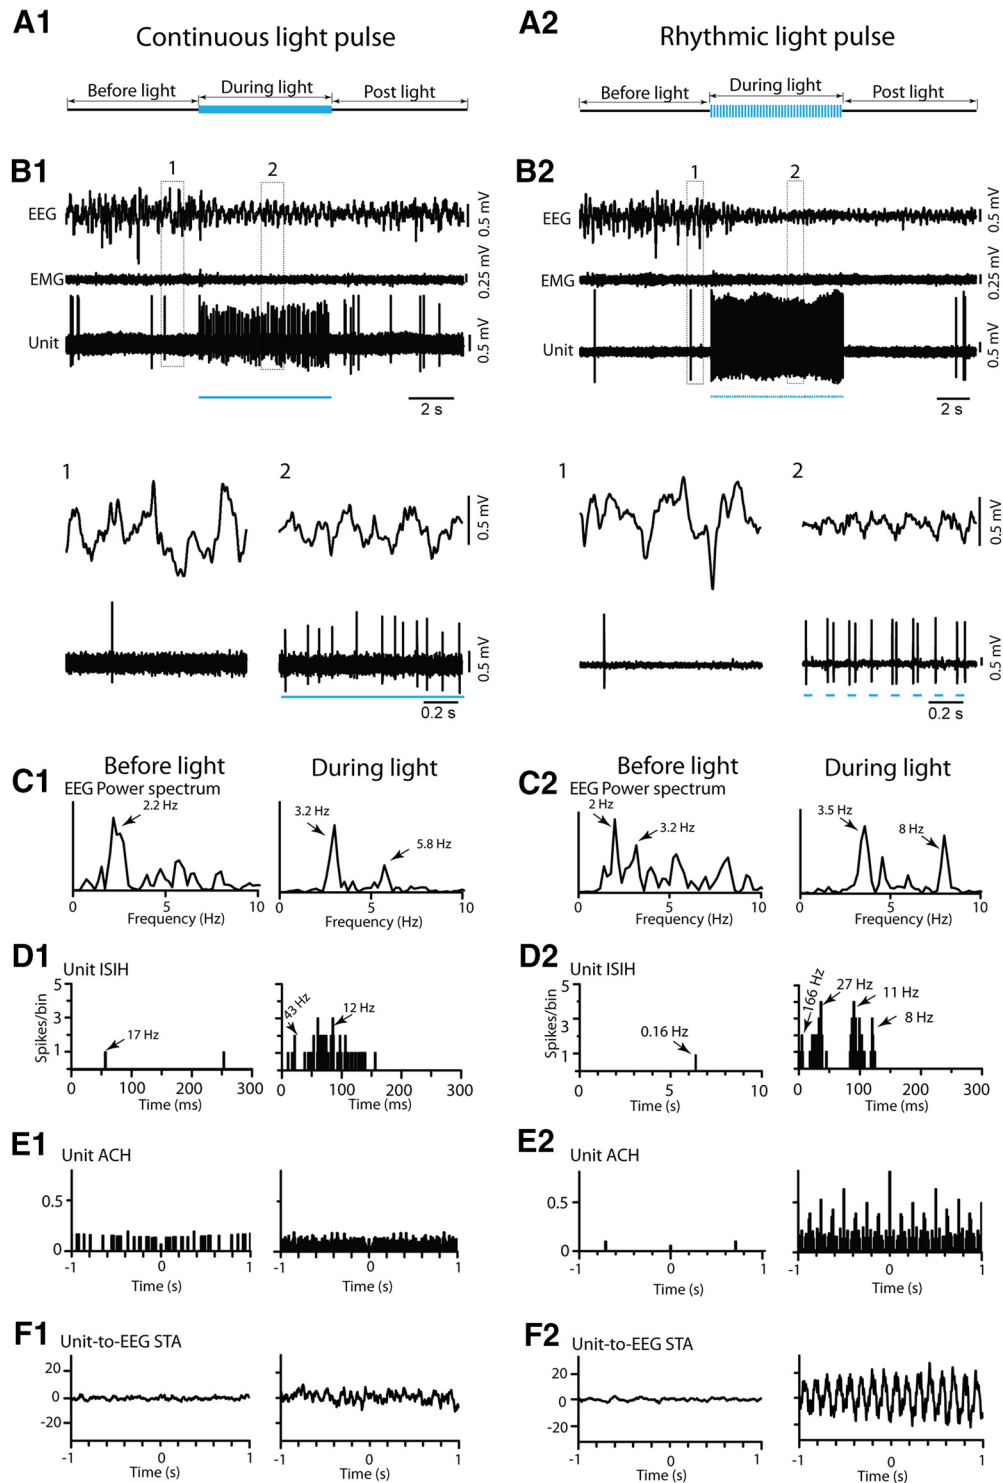 A1
Continuous light pulse
Before light
During light
Post light
A2
Rhythmic light pulse
Before light
During light
Post light
B1
1
2
EEG
0.5 mV
EMG
0.25 mV
Unit
0.5 mV
2 s
B2
1
2
EEG
0.5 mV
EMG
0.25 mV
Unit
0.5 mV
2 s
1
2
0.5 mV
0.5 mV
0.2 s
1
2
0.5 mV
0.5 mV
0.2 s
C1
Before light
During light
EEG Power spectrum
2.2 Hz
3.2 Hz
5.8 Hz
0 5 10
Frequency (Hz)
0 5 10
Frequency (Hz)
C2
Before light
During light
EEG Power spectrum
2 Hz
3.2 Hz
3.5 Hz
8 Hz
0 5 10
Frequency (Hz)
0 5 10
Frequency (Hz)
D1
Unit ISIH
Spikes/bin
5
3
1
17 Hz
43 Hz
12 Hz
0 100 200 300
Time (ms)
0 100 200 300
Time (ms)
D2
Unit ISIH
Spikes/bin
5
3
1
0.16 Hz
166 Hz
27 Hz
11 Hz
8 Hz
0 5 10
Time (s)
0 100 200 300
Time (ms)
E1
Unit ACH
0.5
0
-1 0 1
Time (s)
-1 0 1
Time (s)
E2
Unit ACH
0.5
0
-1 0 1
Time (s)
-1 0 1
Time (s)
F1
Unit-to-EEG STA
20
0
-20
-1 0 1
Time (s)
-1 0 1
Time (s)
F2
Unit-to-EEG STA
20
0
-20
-1 0 1
Time (s)
-1 0 1
Time (s)